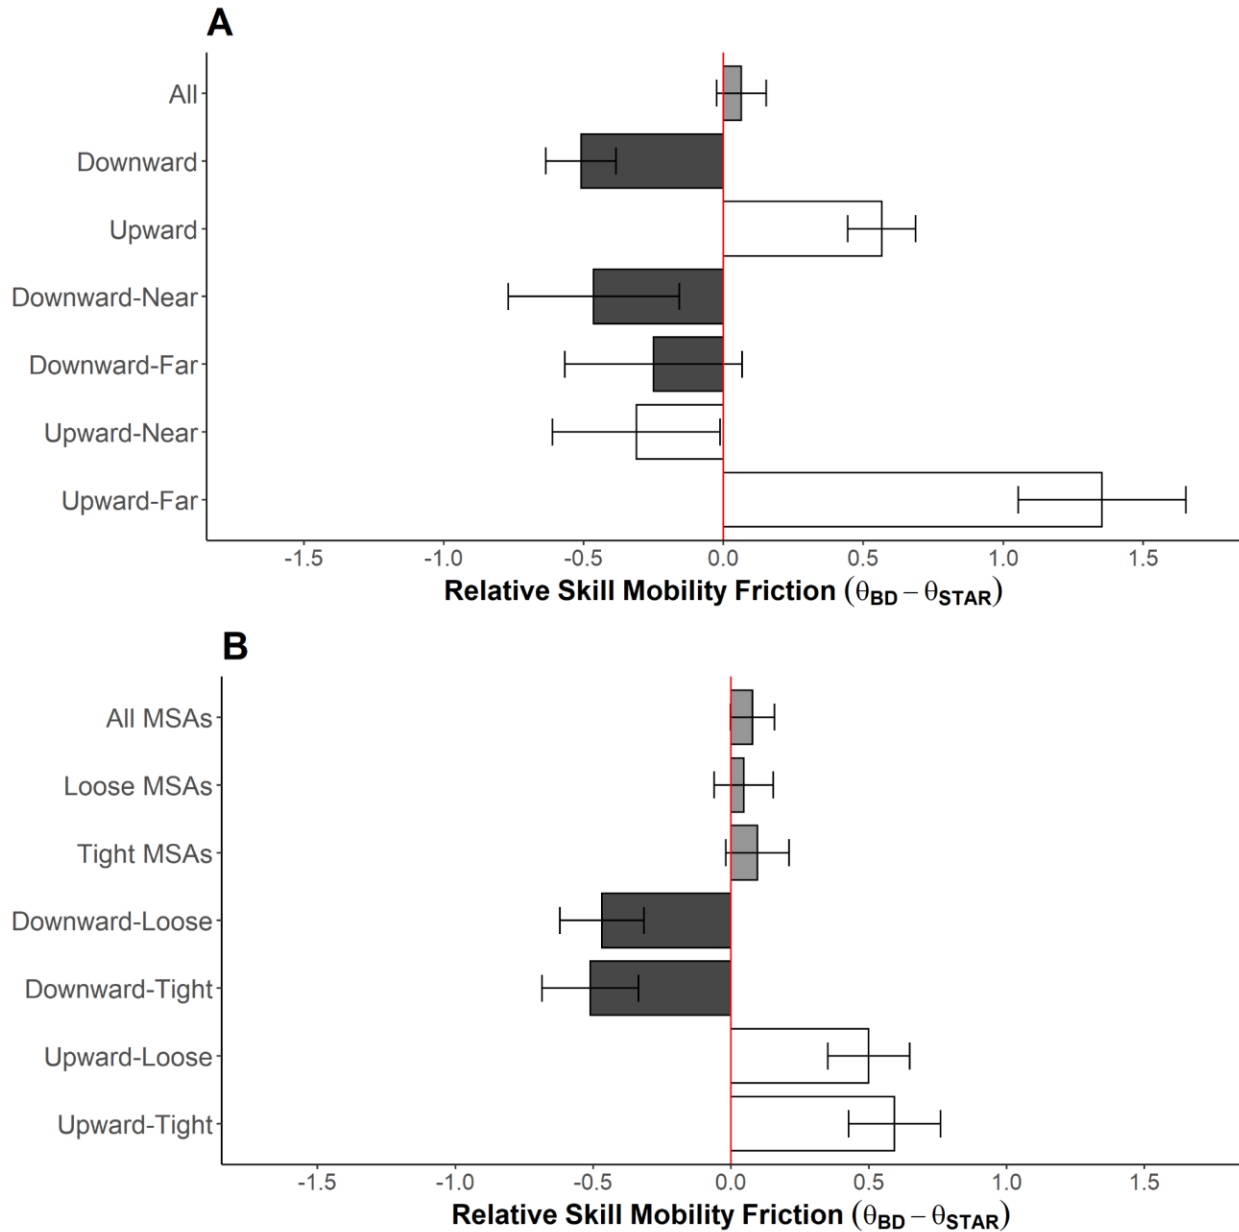 A
All
Downward
Upward
Downward-Near
Downward-Far
Upward-Near
Upward-Far
-1.5 -1.0 -0.5 0.0 0.5 1.0 1.5
Relative Skill Mobility Friction (θBD – θSTAR)
B
All MSAs
Loose MSAs
Tight MSAs
Downward-Loose
Downward-Tight
Upward-Loose
Upward-Tight
-1.5 -1.0 -0.5 0.0 0.5 1.0 1.5
Relative Skill Mobility Friction (θBD – θSTAR)